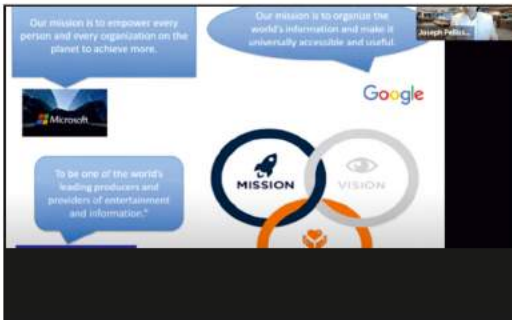 Our mission is to empower every
person and every organization on the
planet to achieve more.
Microsoft
Our mission is to organize the
world's information and make it
universally accessible and useful.
Joseph
Google
To be one of the world's
leading producers and
providers of entertainment
and information."
MISSION
VISION